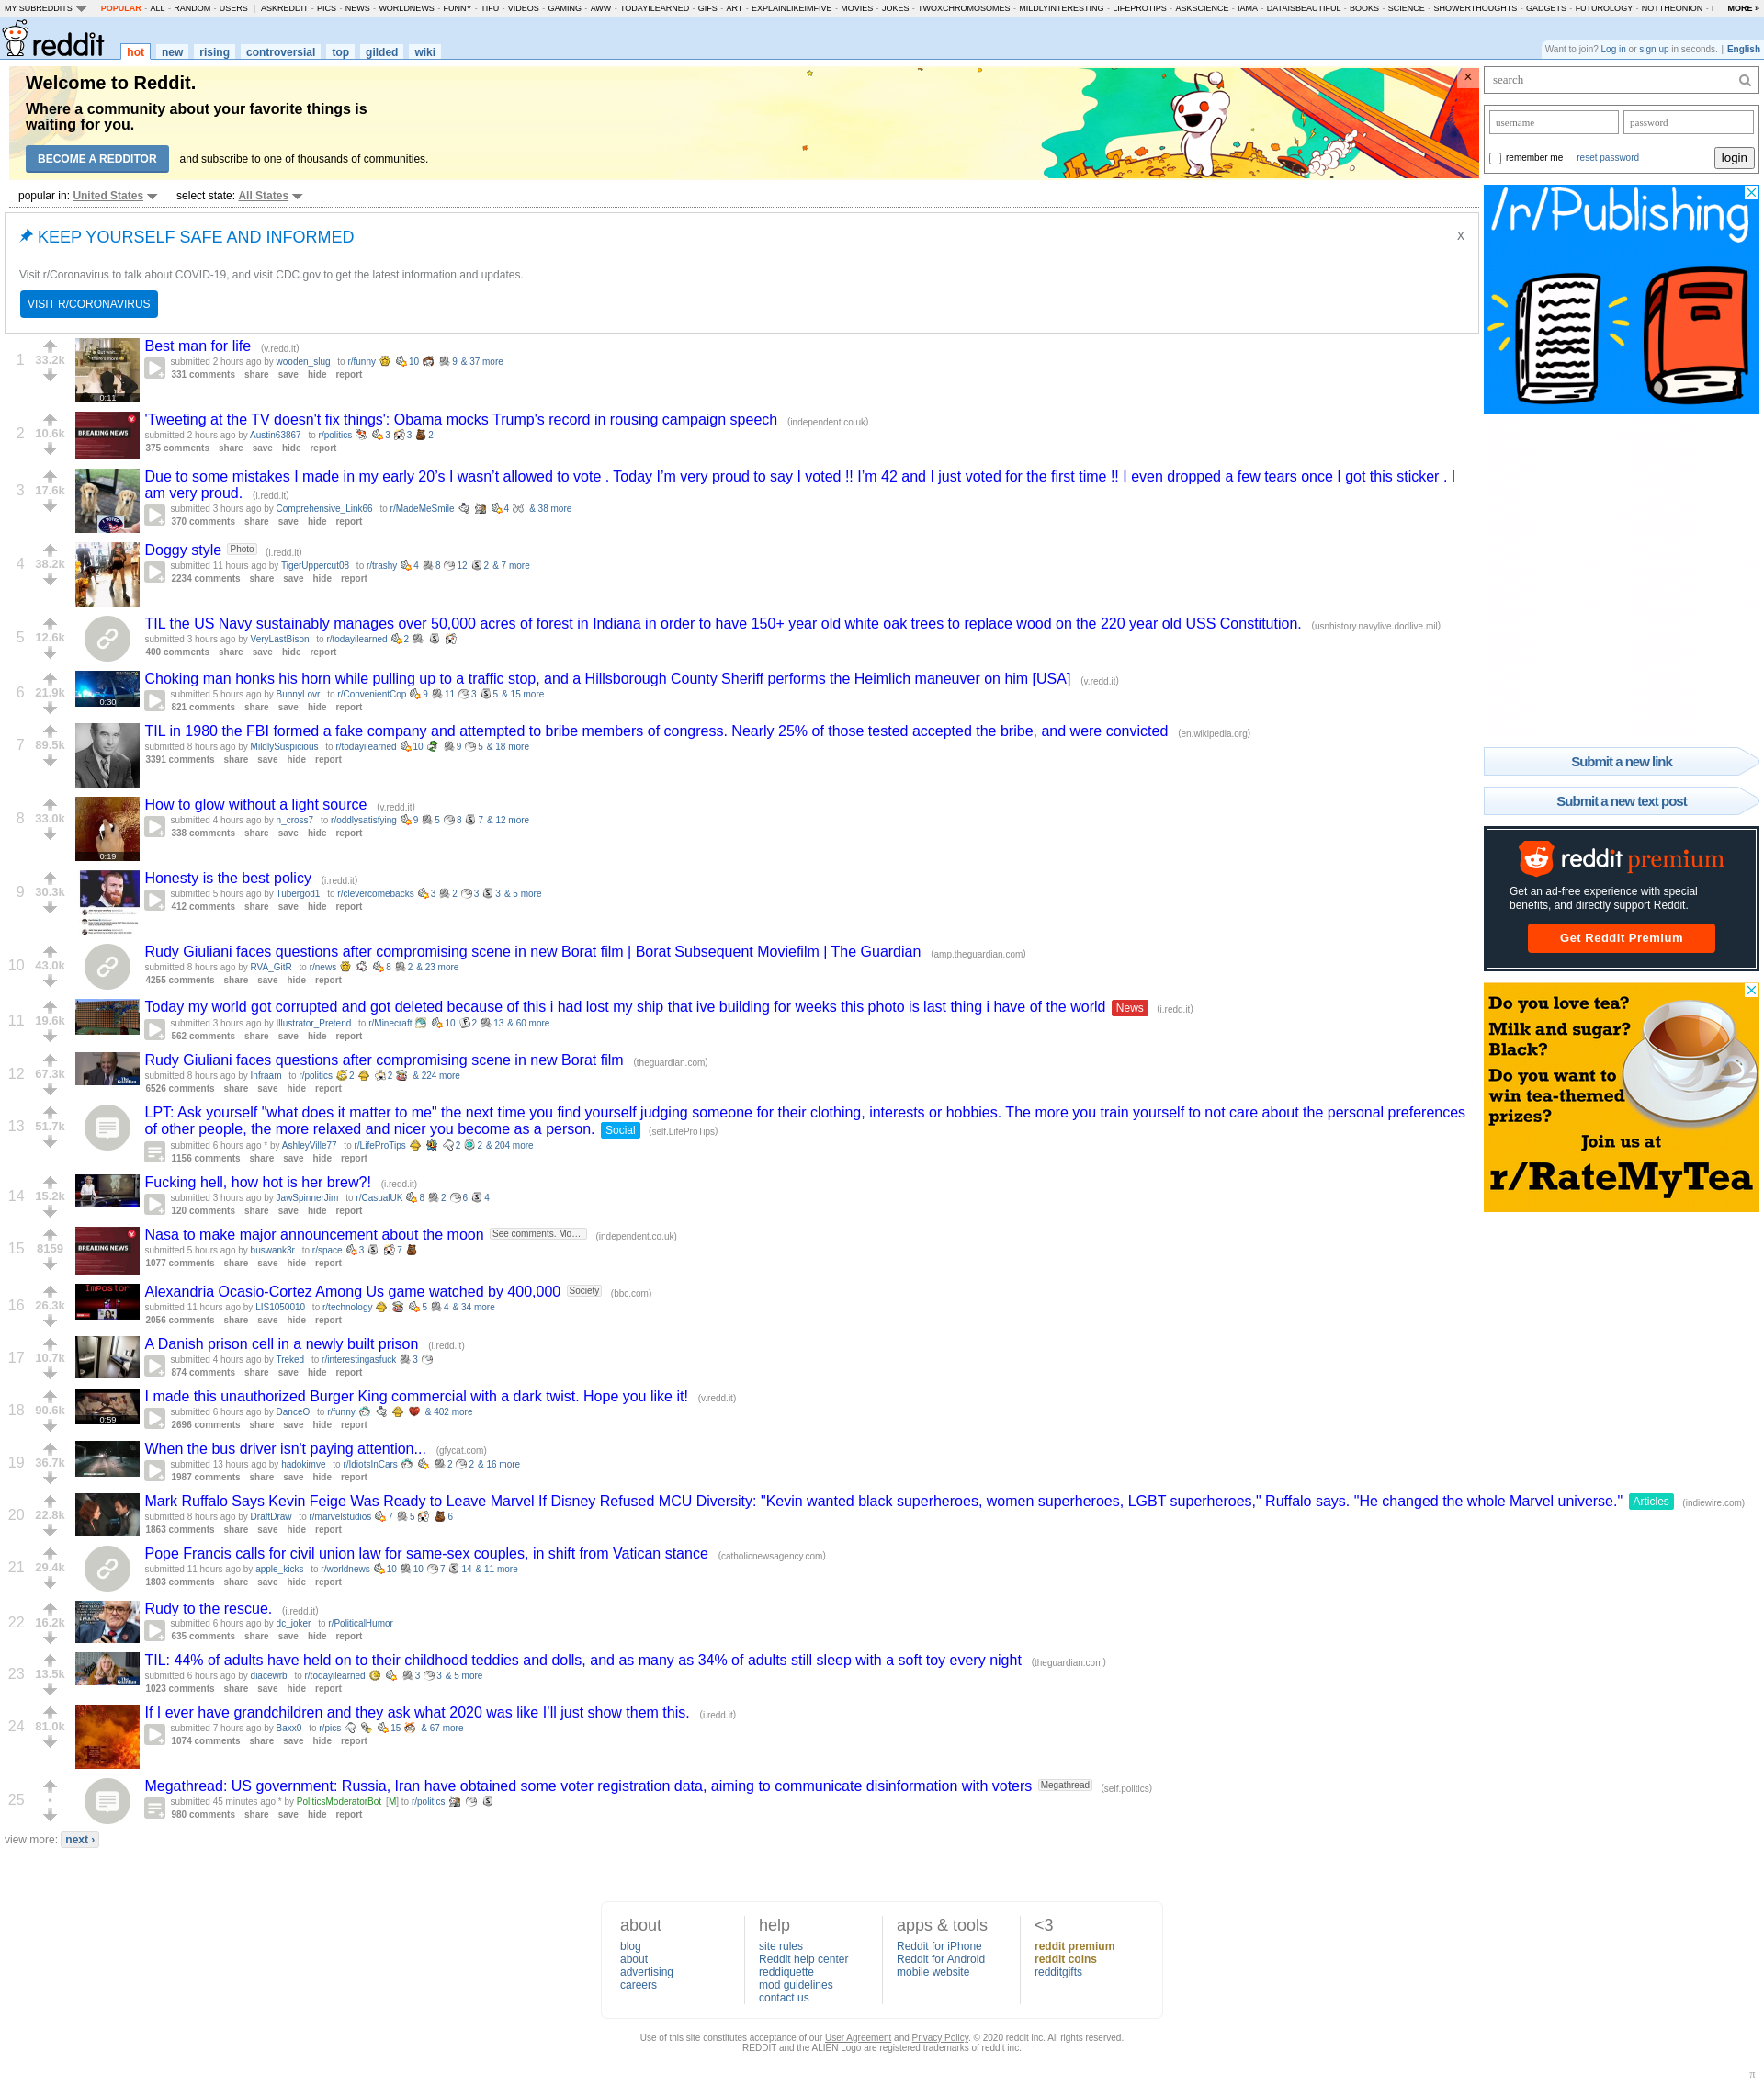 MY SUBREDDITS POPULAR - ALL - RANDOM - USERS | ASKREDDIT - PICS - NEWS - WORLDNEWS - FUNNY - TIFU - VIDEOS - GAMING - AWW - TODAYILEARNED - GIFS - ART - EXPLAINLIKEIMFIVE - MOVIES - JOKES - TWOXCHROMOSOMES - MILDLYINTERESTING - LIFEPROTIPS - ASKSCIENCE - IAMA - DATAISBEAUTIFUL - BOOKS - SCIENCE - SHOWERTHOUGHTS - GADGETS - FUTUROLOGY - NOTTHEONION - MORE »
reddit hot new rising controversial top gilded wiki
Want to join? Log in or sign up in seconds. | English
Welcome to Reddit.
Where a community about your favorite things is
waiting for you.
BECOME A REDDITOR and subscribe to one of thousands of communities.
search
username password
remember me reset password login
popular in: United States select state: All States
KEEP YOURSELF SAFE AND INFORMED X
Visit r/Coronavirus to talk about COVID-19, and visit CDC.gov to get the latest information and updates.
VISIT R/CORONAVIRUS
/r/Publishing
1 33.2k 0:11 Best man for life (v.redd.it)
submitted 2 hours ago by wooden_slug to r/funny 10 9 & 37 more
331 comments share save hide report
2 10.6k BREAKING NEWS 'Tweeting at the TV doesn't fix things': Obama mocks Trump's record in rousing campaign speech (independent.co.uk)
submitted 2 hours ago by Austin63867 to r/politics 3 3 2
375 comments share save hide report
3 17.6k Due to some mistakes I made in my early 20's I wasn't allowed to vote . Today I'm very proud to say I voted !! I'm 42 and I just voted for the first time !! I even dropped a few tears once I got this sticker . I
am very proud. (i.redd.it)
submitted 3 hours ago by Comprehensive_Link66 to r/MadeMeSmile 4 & 38 more
370 comments share save hide report
4 38.2k Doggy style Photo (i.redd.it)
submitted 11 hours ago by TigerUppercut08 to r/trashy 4 8 12 2 & 7 more
2234 comments share save hide report
5 12.6k TIL the US Navy sustainably manages over 50,000 acres of forest in Indiana in order to have 150+ year old white oak trees to replace wood on the 220 year old USS Constitution. (usnhistory.navylive.dodlive.mil)
submitted 3 hours ago by VeryLastBison to r/todayilearned 2
400 comments share save hide report
6 21.9k 0:30 Choking man honks his horn while pulling up to a traffic stop, and a Hillsborough County Sheriff performs the Heimlich maneuver on him [USA] (v.redd.it)
submitted 5 hours ago by BunnyLovr to r/ConvenientCop 9 11 3 5 & 15 more
821 comments share save hide report
7 89.5k TIL in 1980 the FBI formed a fake company and attempted to bribe members of congress. Nearly 25% of those tested accepted the bribe, and were convicted (en.wikipedia.org)
submitted 8 hours ago by MildlySuspicious to r/todayilearned 10 9 5 & 18 more
3391 comments share save hide report
Submit a new link
Submit a new text post
8 33.0k 0:19 How to glow without a light source (v.redd.it)
submitted 4 hours ago by n_cross7 to r/oddlysatisfying 9 5 8 7 & 12 more
338 comments share save hide report
reddit premium
Get an ad-free experience with special
benefits, and directly support Reddit.
Get Reddit Premium
9 30.3k Honesty is the best policy (i.redd.it)
submitted 5 hours ago by Tubergod1 to r/clevercomebacks 3 2 3 3 & 5 more
412 comments share save hide report
10 43.0k Rudy Giuliani faces questions after compromising scene in new Borat film | Borat Subsequent Moviefilm | The Guardian (amp.theguardian.com)
submitted 8 hours ago by RVA_GitR to r/news 8 2 & 23 more
4255 comments share save hide report
Do you love tea?
Milk and sugar?
Black?
Do you want to
win tea-themed
prizes?
Join us at
r/RateMyTea
11 19.6k Today my world got corrupted and got deleted because of this i had lost my ship that ive building for weeks this photo is last thing i have of the world News (i.redd.it)
submitted 3 hours ago by Illustrator_Pretend to r/Minecraft 10 2 13 & 60 more
562 comments share save hide report
12 67.3k Rudy Giuliani faces questions after compromising scene in new Borat film (theguardian.com)
submitted 8 hours ago by Infraam to r/politics 2 2 & 224 more
6526 comments share save hide report
13 51.7k LPT: Ask yourself "what does it matter to me" the next time you find yourself judging someone for their clothing, interests or hobbies. The more you train yourself to not care about the personal preferences
of other people, the more relaxed and nicer you become as a person. Social (self.LifeProTips)
submitted 6 hours ago * by AshleyVille77 to r/LifeProTips 2 2 & 204 more
1156 comments share save hide report
14 15.2k Fucking hell, how hot is her brew?! (i.redd.it)
submitted 3 hours ago by JawSpinnerJim to r/CasualUK 8 2 6 4
120 comments share save hide report
15 8159 BREAKING NEWS Nasa to make major announcement about the moon See comments. Mo… (independent.co.uk)
submitted 5 hours ago by buswank3r to r/space 3 7
1077 comments share save hide report
16 26.3k Impostor Alexandria Ocasio-Cortez Among Us game watched by 400,000 Society (bbc.com)
submitted 11 hours ago by LIS1050010 to r/technology 5 4 & 34 more
2056 comments share save hide report
17 10.7k A Danish prison cell in a newly built prison (i.redd.it)
submitted 4 hours ago by Treked to r/interestingasfuck 3
874 comments share save hide report
18 90.6k 0:59 I made this unauthorized Burger King commercial with a dark twist. Hope you like it! (v.redd.it)
submitted 6 hours ago by DanceO to r/funny & 402 more
2696 comments share save hide report
19 36.7k When the bus driver isn't paying attention... (gfycat.com)
submitted 13 hours ago by hadokimve to r/IdiotsInCars 2 2 & 16 more
1987 comments share save hide report
20 22.8k Mark Ruffalo Says Kevin Feige Was Ready to Leave Marvel If Disney Refused MCU Diversity: "Kevin wanted black superheroes, women superheroes, LGBT superheroes," Ruffalo says. "He changed the whole Marvel universe." Articles (indiewire.com)
submitted 8 hours ago by DraftDraw to r/marvelstudios 7 5 6
1863 comments share save hide report
21 29.4k Pope Francis calls for civil union law for same-sex couples, in shift from Vatican stance (catholicnewsagency.com)
submitted 11 hours ago by apple_kicks to r/worldnews 10 10 7 14 & 11 more
1803 comments share save hide report
22 16.2k Rudy to the rescue. (i.redd.it)
submitted 6 hours ago by dc_joker to r/PoliticalHumor
635 comments share save hide report
23 13.5k TIL: 44% of adults have held on to their childhood teddies and dolls, and as many as 34% of adults still sleep with a soft toy every night (theguardian.com)
submitted 6 hours ago by diacewrb to r/todayilearned 3 3 & 5 more
1023 comments share save hide report
24 81.0k If I ever have grandchildren and they ask what 2020 was like I'll just show them this. (i.redd.it)
submitted 7 hours ago by Baxx0 to r/pics 15 & 67 more
1074 comments share save hide report
25 • Megathread: US government: Russia, Iran have obtained some voter registration data, aiming to communicate disinformation with voters Megathread (self.politics)
submitted 45 minutes ago * by PoliticsModeratorBot [M] to r/politics
980 comments share save hide report
view more: next ›
about help apps & tools <3
blog site rules Reddit for iPhone reddit premium
about Reddit help center Reddit for Android reddit coins
advertising reddiquette mobile website redditgifts
careers mod guidelines
contact us
Use of this site constitutes acceptance of our User Agreement and Privacy Policy. © 2020 reddit inc. All rights reserved.
REDDIT and the ALIEN Logo are registered trademarks of reddit inc.
π